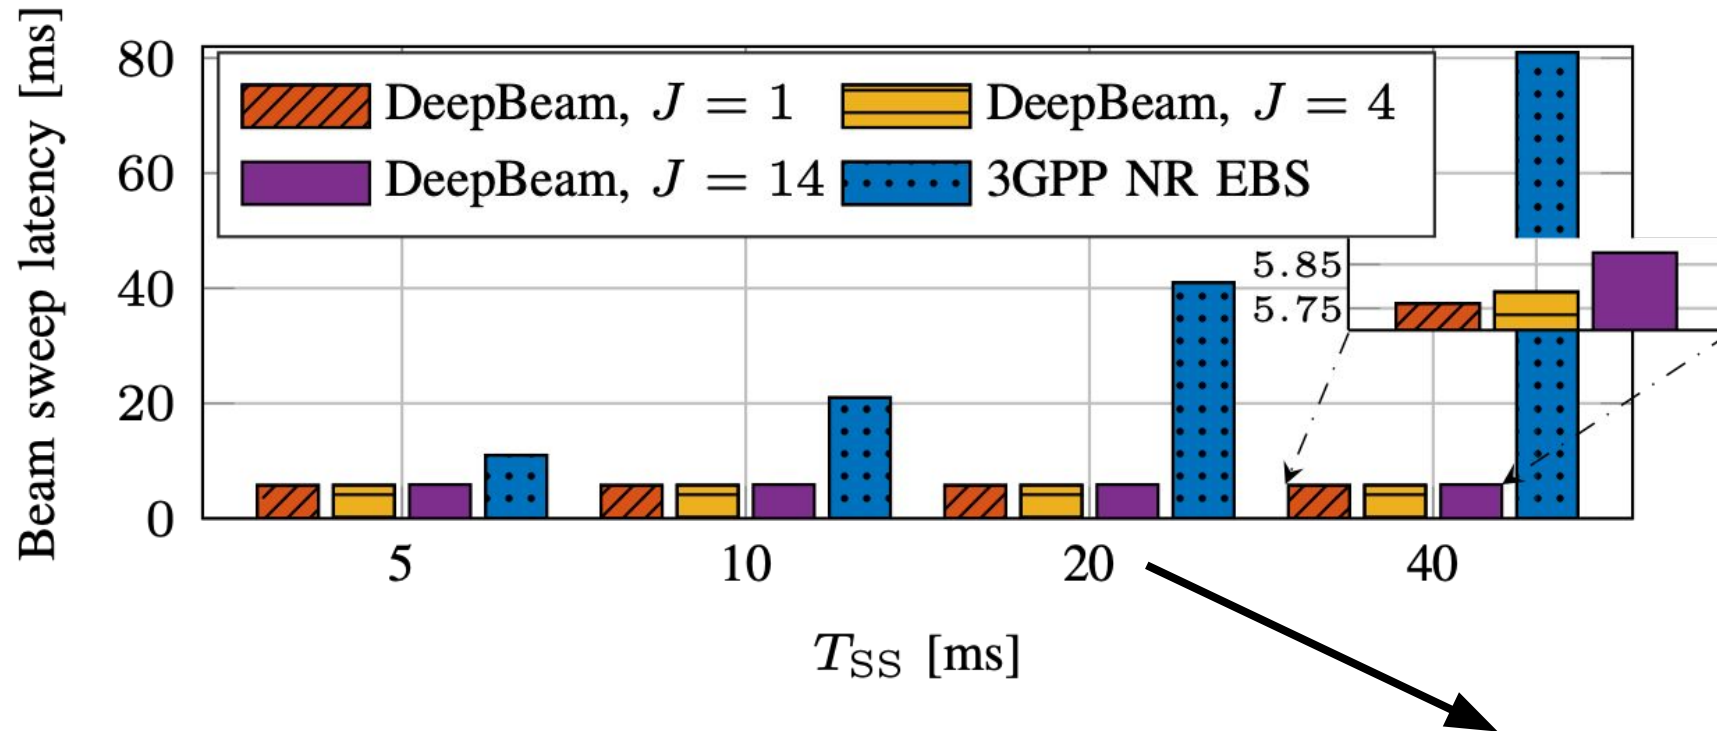 Beam sweep latency [ms]
80
60
40
20
0
DeepBeam, J = 1
DeepBeam, J = 4
DeepBeam, J = 14
3GPP NR EBS
5.85
5.75
5
10
20
40
T_SS [ms]